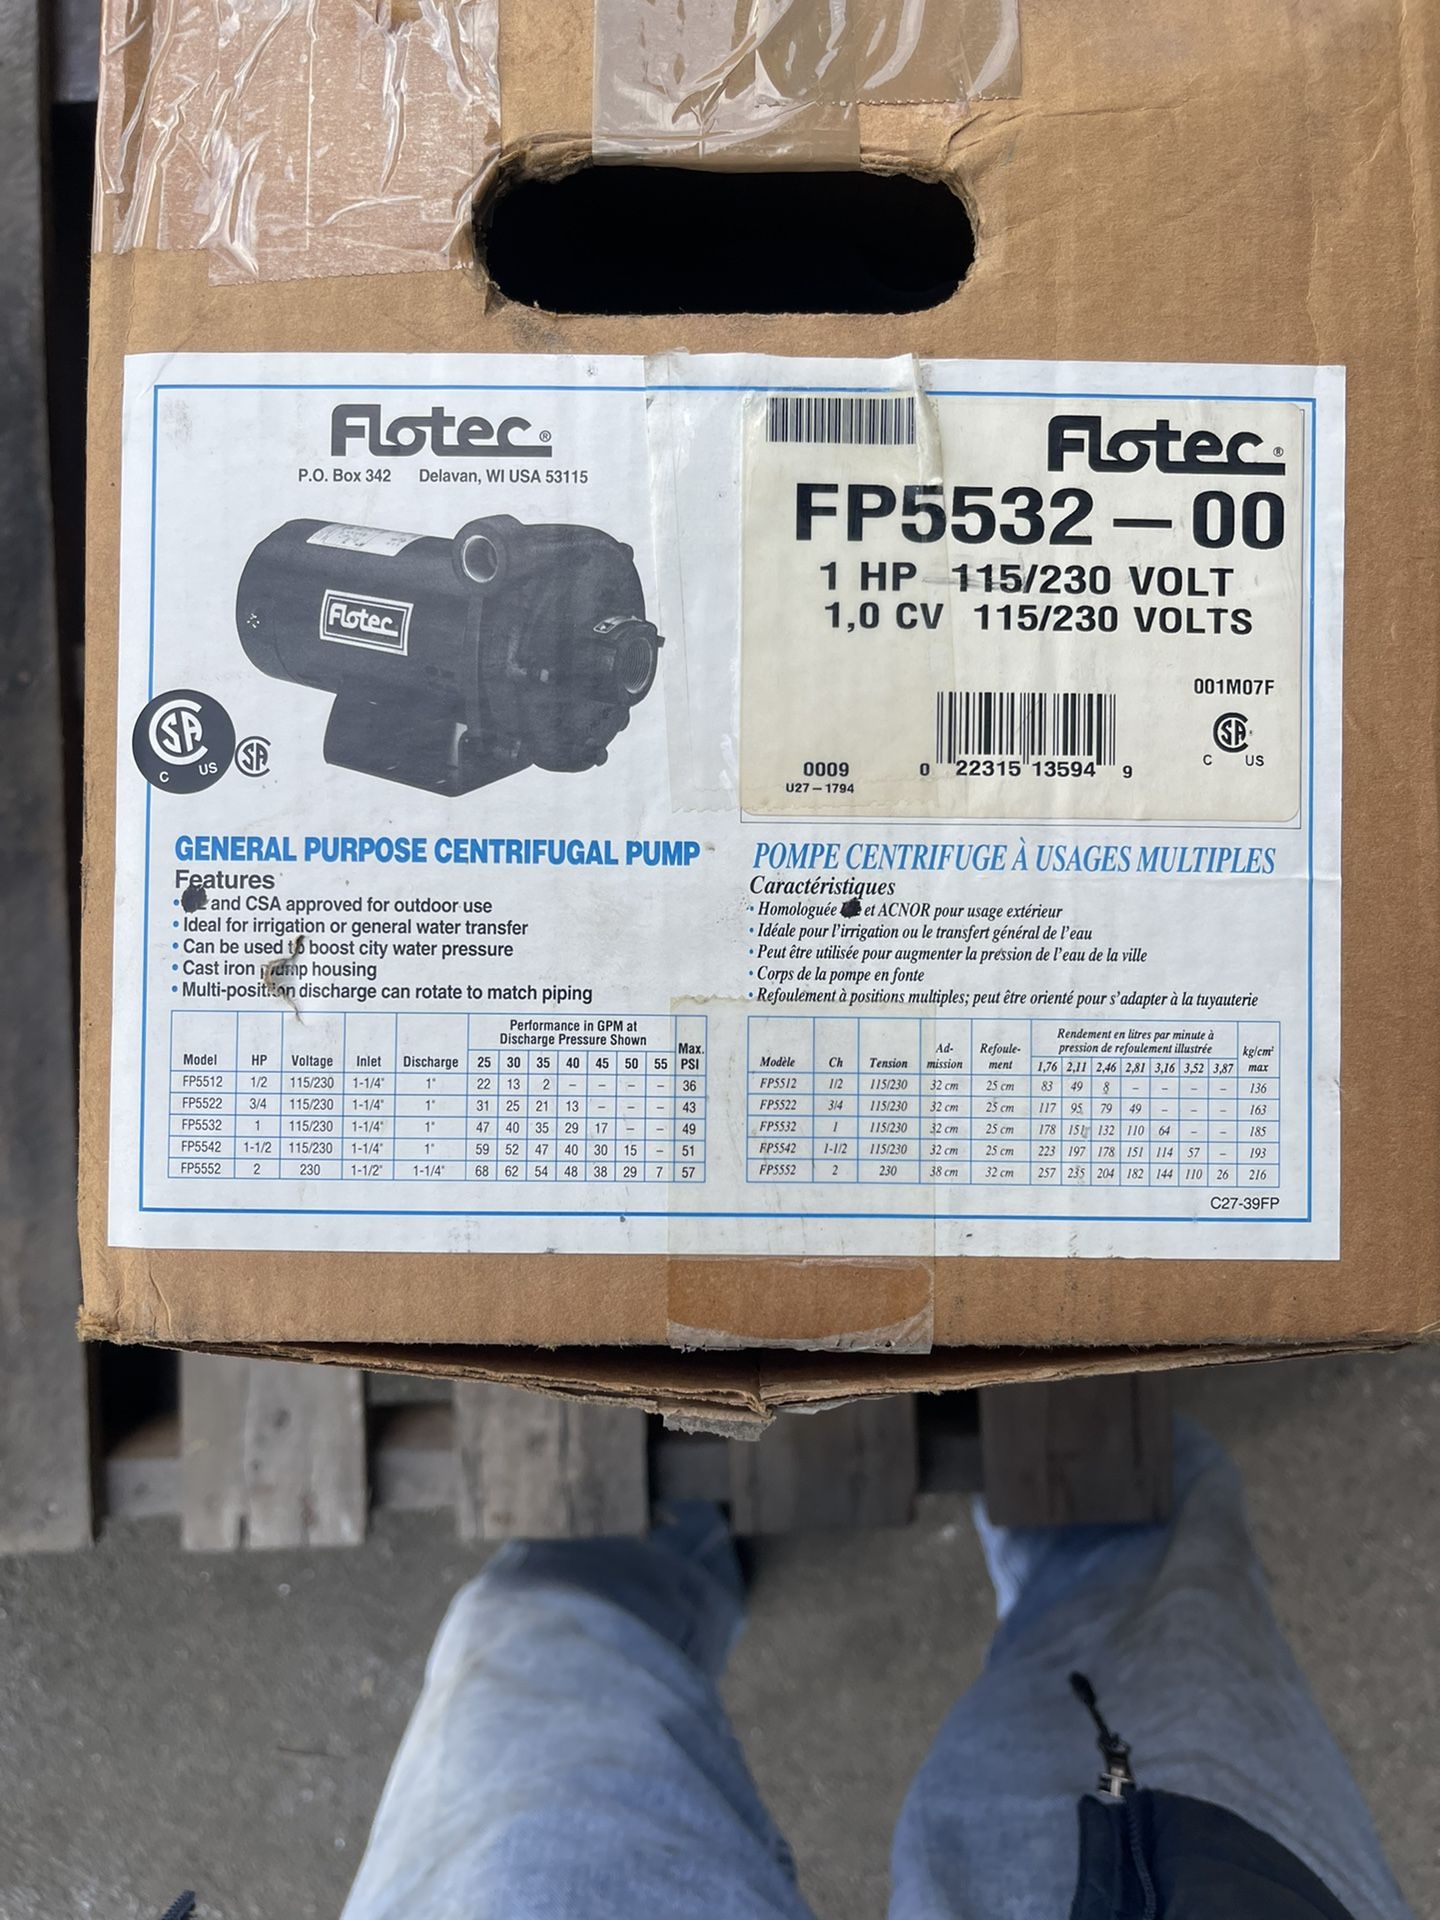 Flotec®
P.O. Box 342 Delavan, WI USA 53115
Flotec
C US
Flotec®
FP5532-00
1 HP 115/230 VOLT
1,0 CV 115/230 VOLTS
001M07F
C US
0009
U27-1794
0 22315 13594 9
GENERAL PURPOSE CENTRIFUGAL PUMP
Features
• and CSA approved for outdoor use
• Ideal for irrigation or general water transfer
• Can be used to boost city water pressure
• Cast iron pump housing
• Multi-position discharge can rotate to match piping
Performance in GPM at
Discharge Pressure Shown
Model HP Voltage Inlet Discharge 25 30 35 40 45 50 55 Max. PSI
FP5512 1/2 115/230 1-1/4" 1" 22 13 2 – – – – 36
FP5522 3/4 115/230 1-1/4" 1" 31 25 21 13 – – – 43
FP5532 1 115/230 1-1/4" 1" 47 40 35 29 17 – – 49
FP5542 1-1/2 115/230 1-1/4" 1" 59 52 47 40 30 15 – 51
FP5552 2 230 1-1/2" 1-1/4" 68 62 54 48 38 29 7 57
POMPE CENTRIFUGE À USAGES MULTIPLES
Caractéristiques
• Homologuée et ACNOR pour usage extérieur
• Idéale pour l'irrigation ou le transfert général de l'eau
• Peut être utilisée pour augmenter la pression de l'eau de la ville
• Corps de la pompe en fonte
• Refoulement à positions multiples; peut être orienté pour s'adapter à la tuyauterie
Rendement en litres par minute à
pression de refoulement illustrée
Modèle Ch Tension Ad-mission Refoule-ment 1,76 2,11 2,46 2,81 3,16 3,52 3,87 kg/cm² max
FP5512 1/2 115/230 32 cm 25 cm 83 49 8 – – – – 136
FP5522 3/4 115/230 32 cm 25 cm 117 95 79 49 – – – 163
FP5532 1 115/230 32 cm 25 cm 178 151 132 110 64 – – 185
FP5542 1-1/2 115/230 32 cm 25 cm 223 197 178 151 114 57 – 193
FP5552 2 230 38 cm 32 cm 257 235 204 182 144 110 26 216
C27-39FP